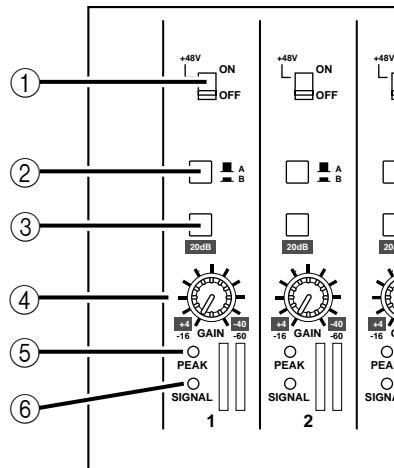 +48V ON +48V ON +48V
OFF OFF
①
② A A
B B
③
20dB 20dB
④
+4 -40 +4 -40 +4
-16 GAIN -60 -16 GAIN -60 -16
⑤
PEAK PEAK
⑥
SIGNAL SIGNAL
1 2